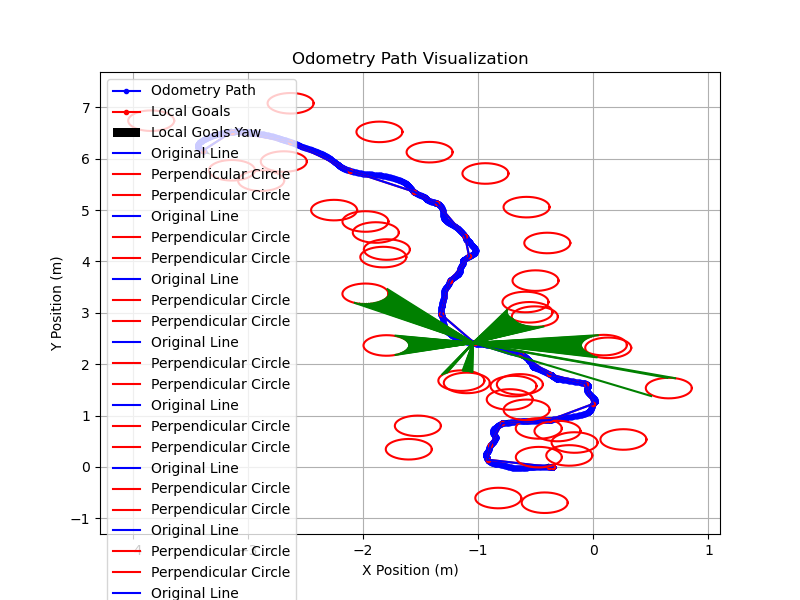 Odometry Path Visualization
Odometry Path
Local Goals
Local Goals Yaw
Original Line
Perpendicular Circle
Perpendicular Circle
Original Line
Perpendicular Circle
Perpendicular Circle
Original Line
Perpendicular Circle
Perpendicular Circle
Original Line
Perpendicular Circle
Perpendicular Circle
Original Line
Perpendicular Circle
Perpendicular Circle
Original Line
Perpendicular Circle
Perpendicular Circle
Original Line
Perpendicular Circle
Perpendicular Circle
Original Line
7
6
5
4
3
2
1
0
−1
Y Position (m)
−4
−3
−2
−1
0
1
X Position (m)